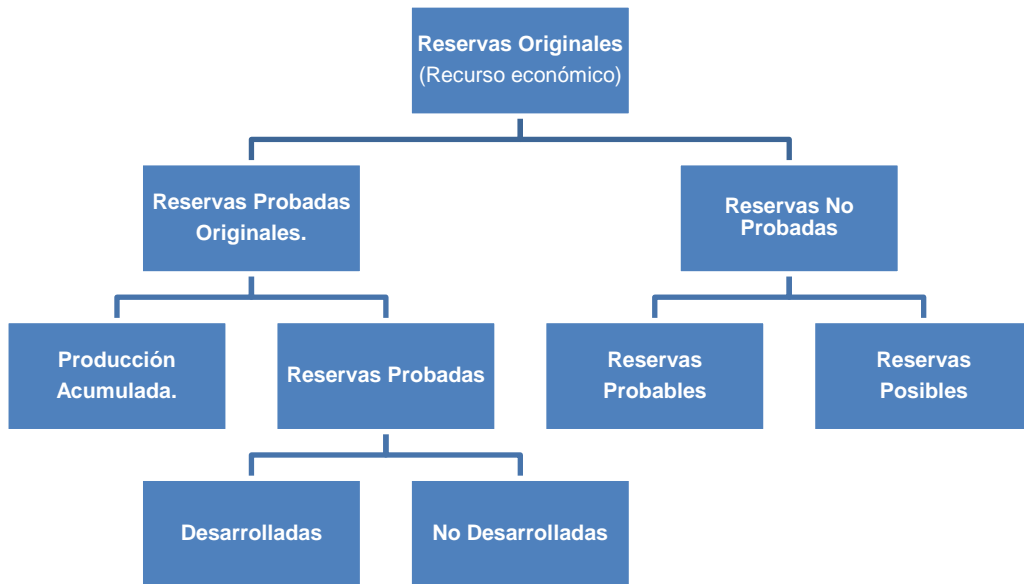 Reservas Originales
(Recurso económico)
Reservas Probadas
Originales.
Reservas No
Probadas
Producción
Acumulada.
Reservas Probadas
Reservas
Probables
Reservas
Posibles
Desarrolladas
No Desarrolladas